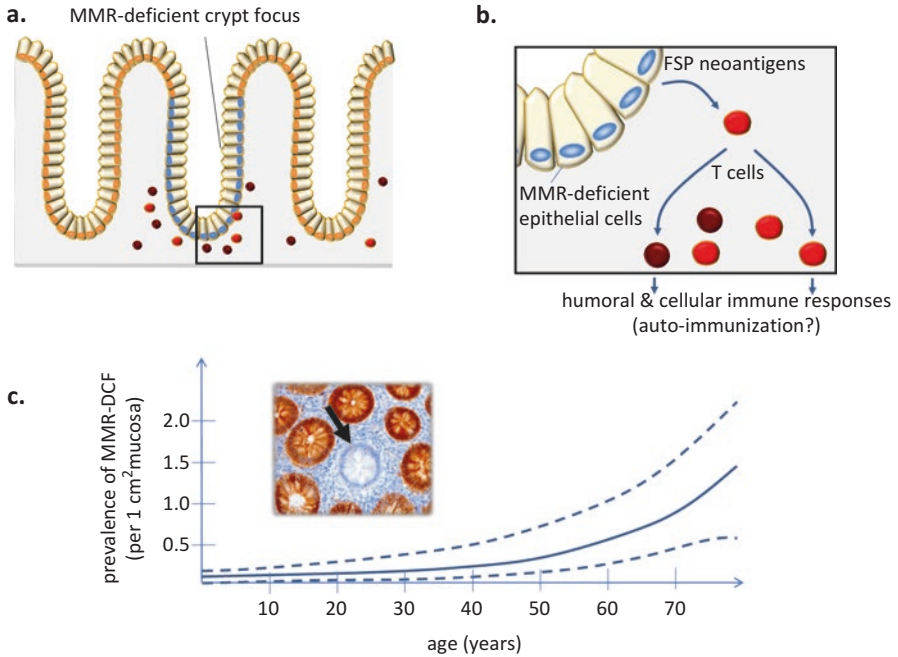 a.
MMR-deficient crypt focus
b.
FSP neoantigens
T cells
MMR-deficient
epithelial cells
humoral & cellular immune responses
(auto-immunization?)
c.
prevalence of MMR-DCF
(per 1 cm² mucosa)
2.0
1.5
1.0
0.5
10 20 30 40 50 60 70
age (years)